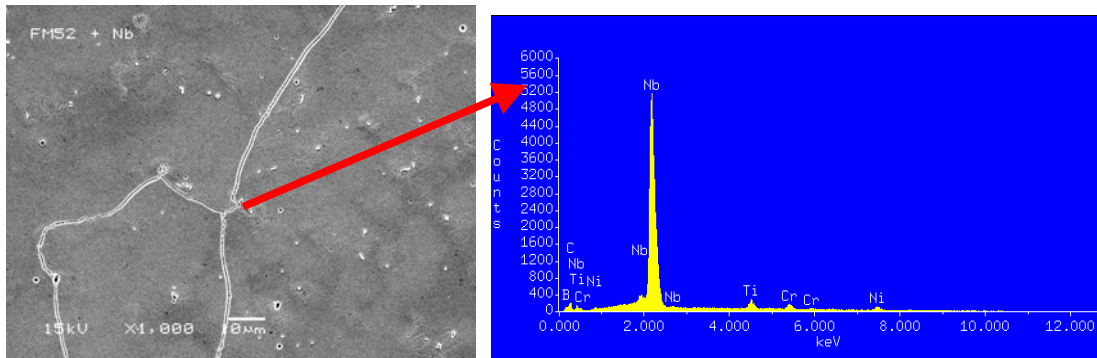 FM52 + Nb
15kV X1,000 10µm
6000
5600
5200
4800
4400
4000
3600
3200
2800
2400
2000
1600
1200
800
400
0
Counts
Nb
Nb
Nb
C
Nb
Ti Ni
B Cr
Ti
Cr
Cr
Ni
0.000 2.000 4.000 6.000 8.000 10.000 12.000
keV